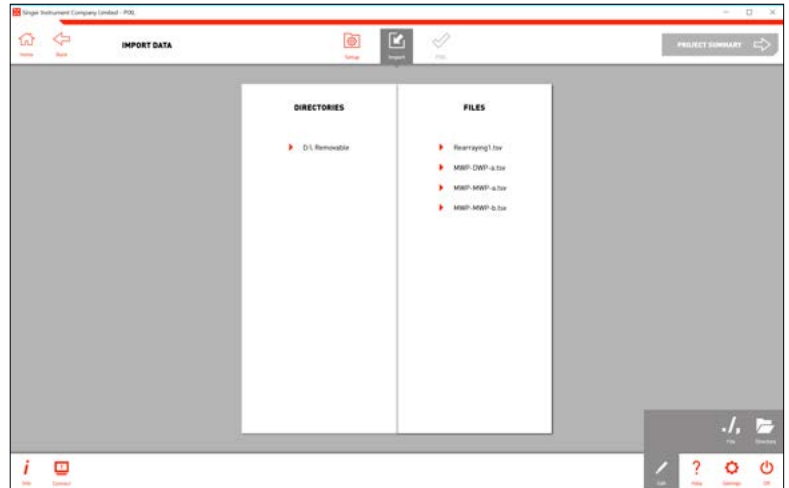 Singer Instrument Company Limited - PIXL
Home
Back
IMPORT DATA
Setup
Import
PROJECT SUMMARY
DIRECTORIES
FILES
D:\ Removable
Rearraying1.tsv
MWP-DWP-a.tsv
MWP-MWP-a.tsv
MWP-MWP-b.tsv
File
Directory
Info
Connect
Edit
Help
Settings
Off